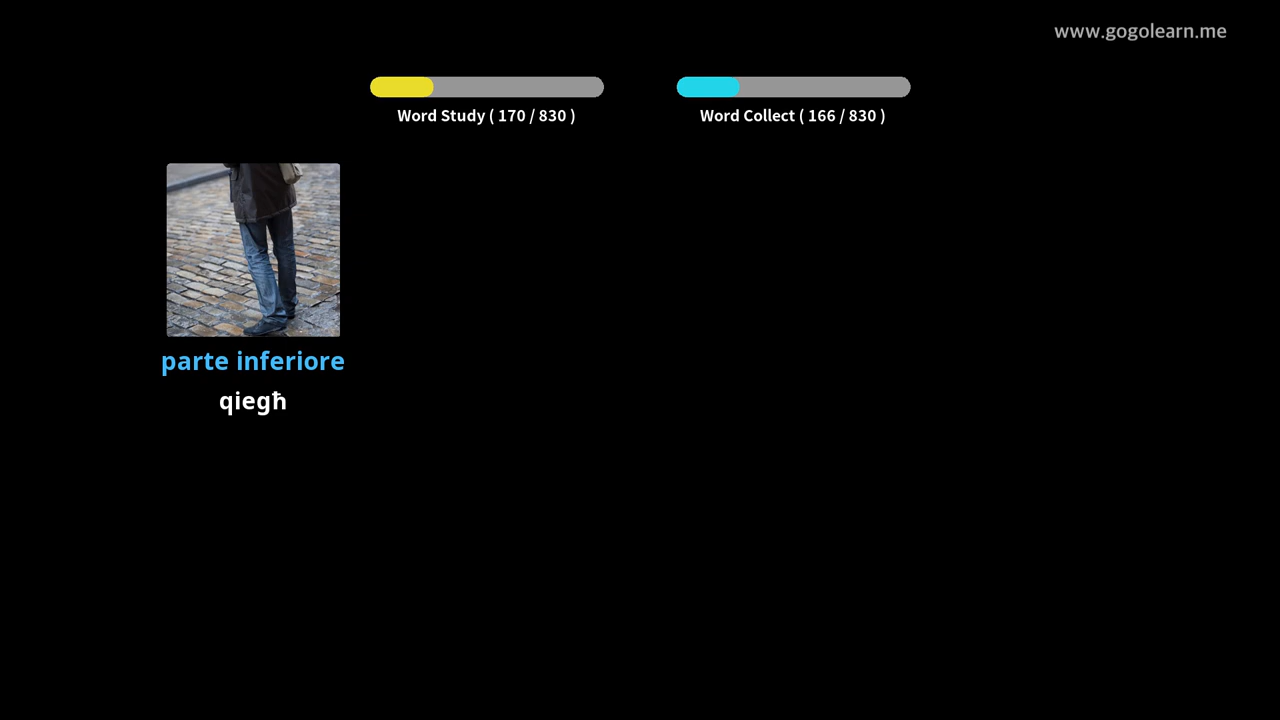 www.gogolearn.me
Word Study ( 170 / 830 )
Word Collect ( 166 / 830 )
parte inferiore
qiegħ